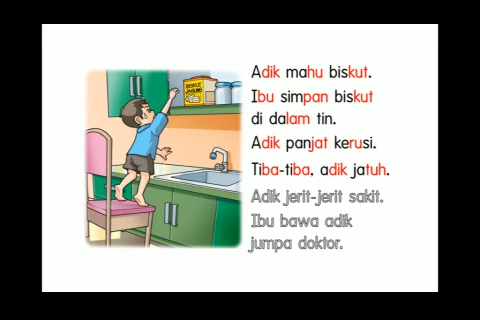 Adik mahu biskut.
Ibu simpan biskut
di dalam tin.
Adik panjat kerusi.
Tiba-tiba, adik jatuh.
Adik jerit-jerit sakit.
Ibu bawa adik
jumpa doktor.